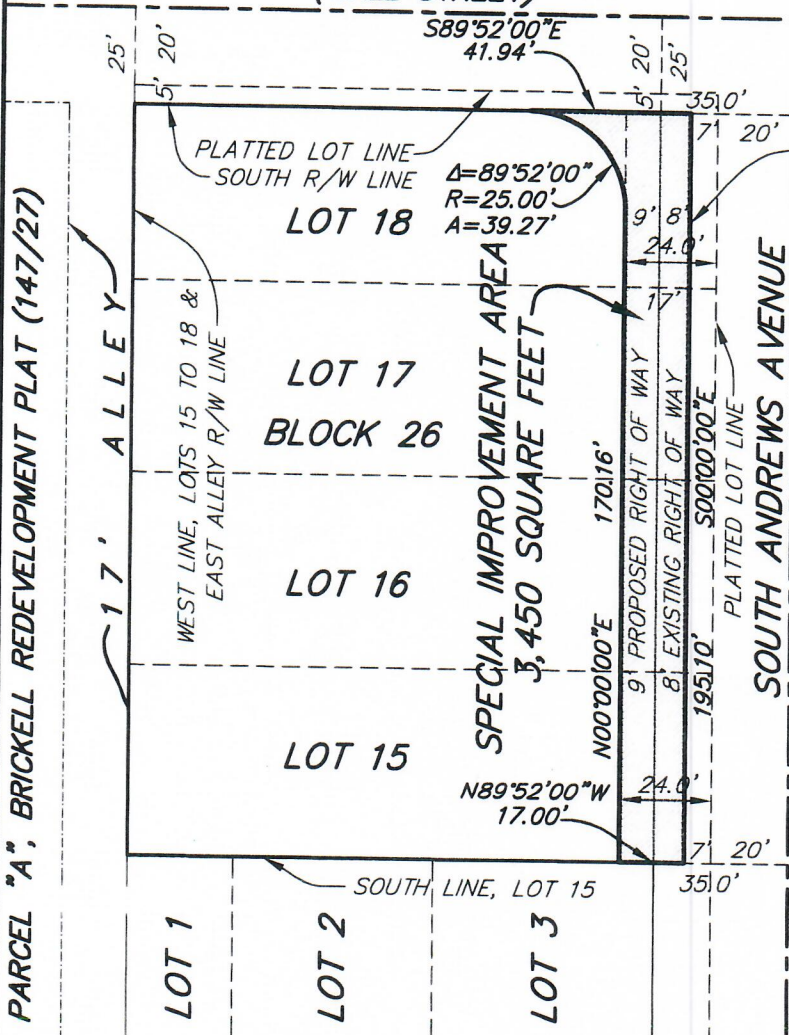 S89°52'00"E
41.94'
25'
20'
5'
5'
20'
25'
35.0'
7'
20'
PLATTED LOT LINE
SOUTH R/W LINE
Δ=89°52'00"
R=25.00'
A=39.27'
LOT 18
9'
8'
24.0'
17'
LOT 17
BLOCK 26
LOT 16
LOT 15
PARCEL "A", BRICKELL REDEVELOPMENT PLAT (147/27)
17' ALLEY
WEST LINE, LOTS 15 TO 18 &
EAST ALLEY R/W LINE
SPECIAL IMPROVEMENT AREA
3,450 SQUARE FEET
N00°00'00"E
170.16'
9' PROPOSED RIGHT OF WAY
8' EXISTING RIGHT OF WAY
195.10'
S00°00'00"E
PLATTED LOT LINE
SOUTH ANDREWS AVENUE
N89°52'00"W
17.00'
24.0'
7'
20'
35.0'
SOUTH LINE, LOT 15
LOT 1
LOT 2
LOT 3